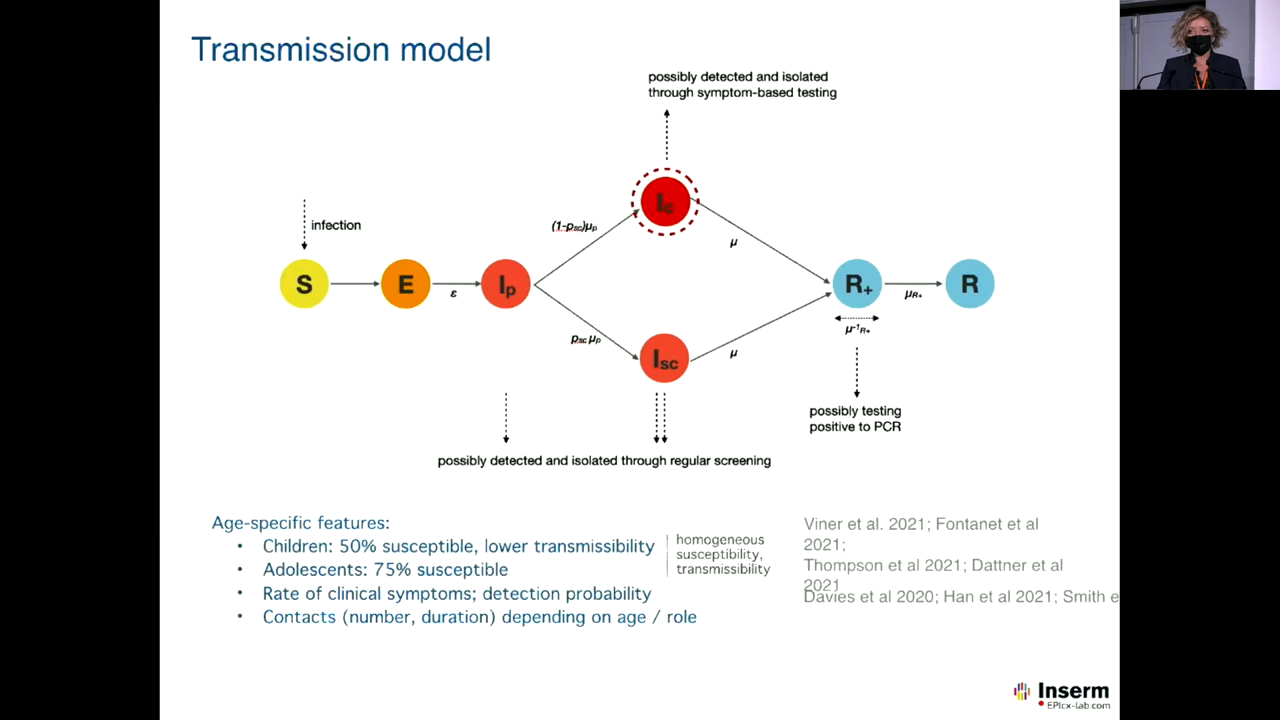 Transmission model
possibly detected and isolated
through symptom-based testing
infection
(1-psc)μp
Ic
μ
S
E
ε
Ip
R+
μR+
R
μ-1R+
psc μp
Isc
μ
possibly testing
positive to PCR
possibly detected and isolated through regular screening
Age-specific features:
• Children: 50% susceptible, lower transmissibility
• Adolescents: 75% susceptible
• Rate of clinical symptoms; detection probability
• Contacts (number, duration) depending on age / role
homogeneous
susceptibility,
transmissibility
Viner et al. 2021; Fontanet et al
2021;
Thompson et al 2021; Dattner et al
2021
Davies et al 2020; Han et al 2021; Smith e
Inserm
EPIcx-lab.com